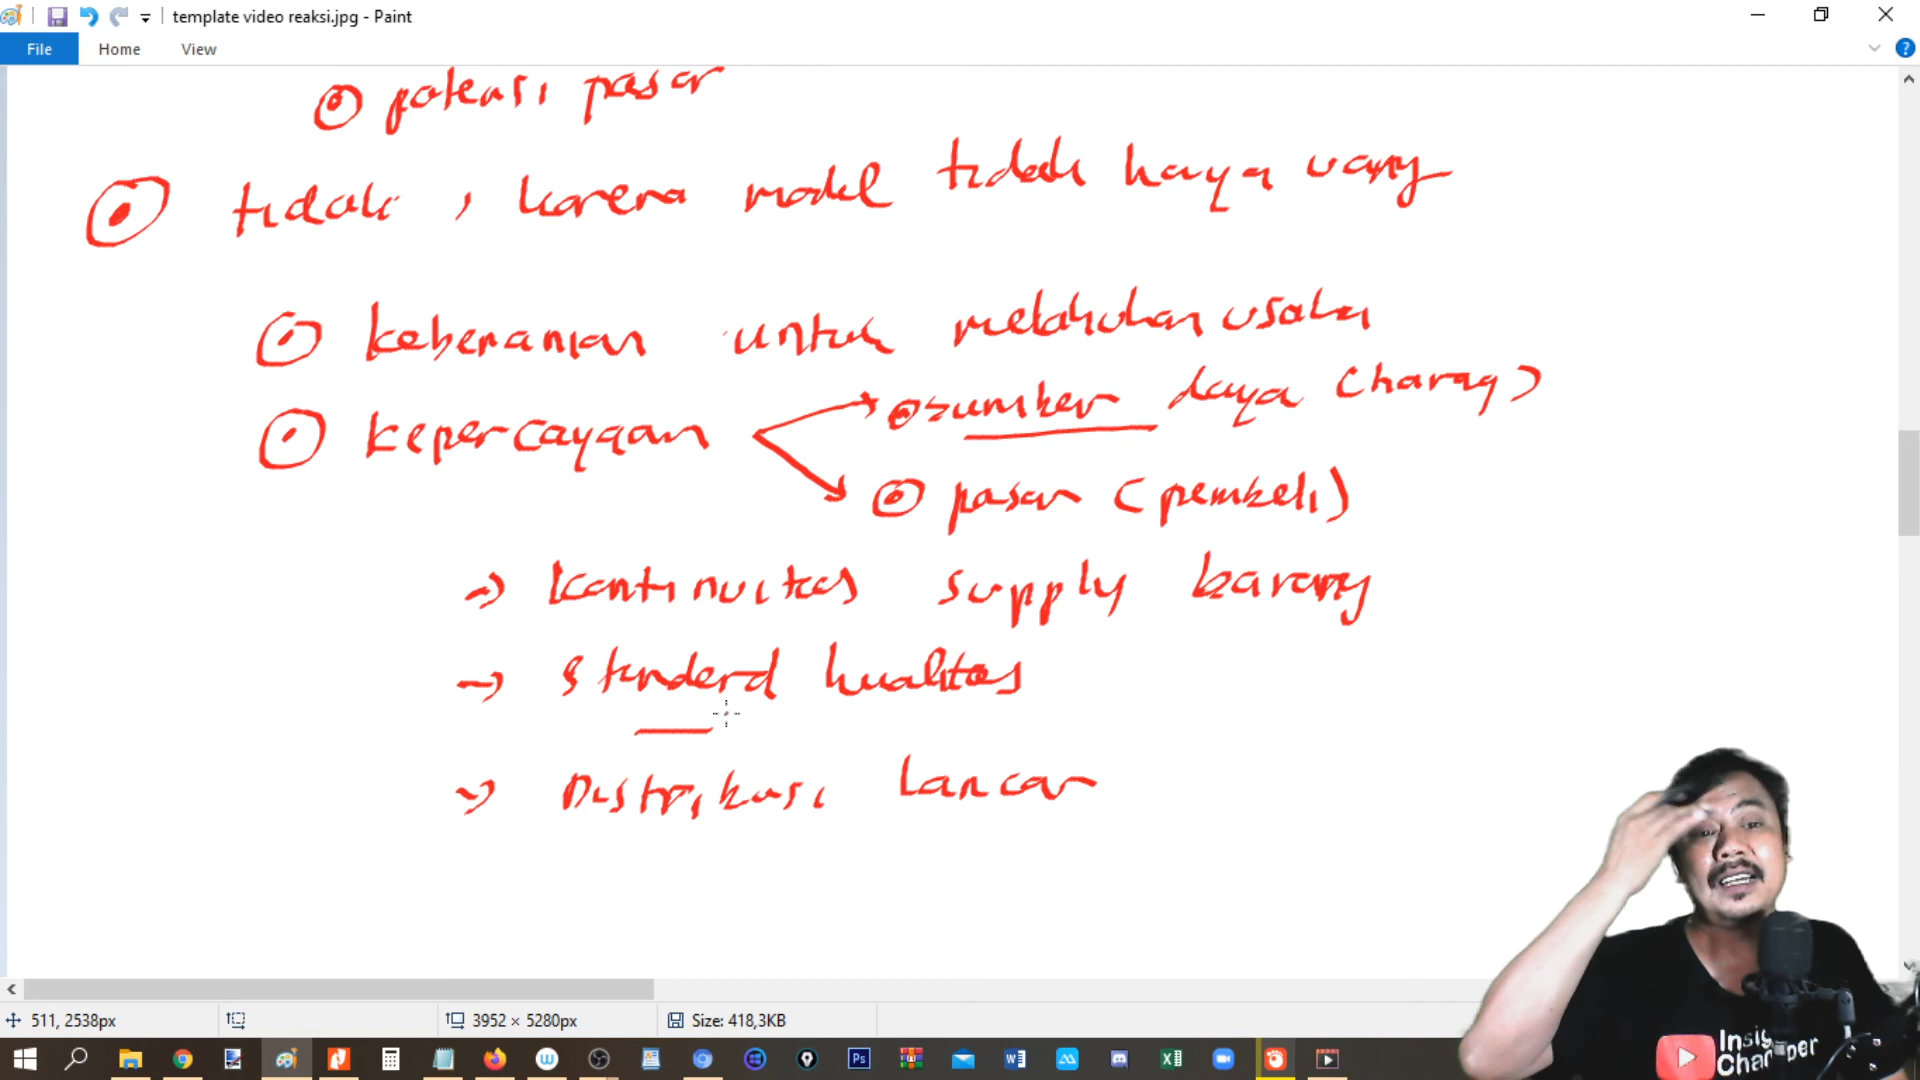 template video reaksi.jpg - Paint
File Home View
potensi pasar
tidak, karena modal tidak hanya uang
keberanian untuk melakukan usaha
kepercayaan
sumber daya (barang)
pasar (pembeli)
→ kontinuitas supply barang
→ standard kualitas
→ Distribusi Lancar
511, 2538px 3952 × 5280px Size: 418,3KB